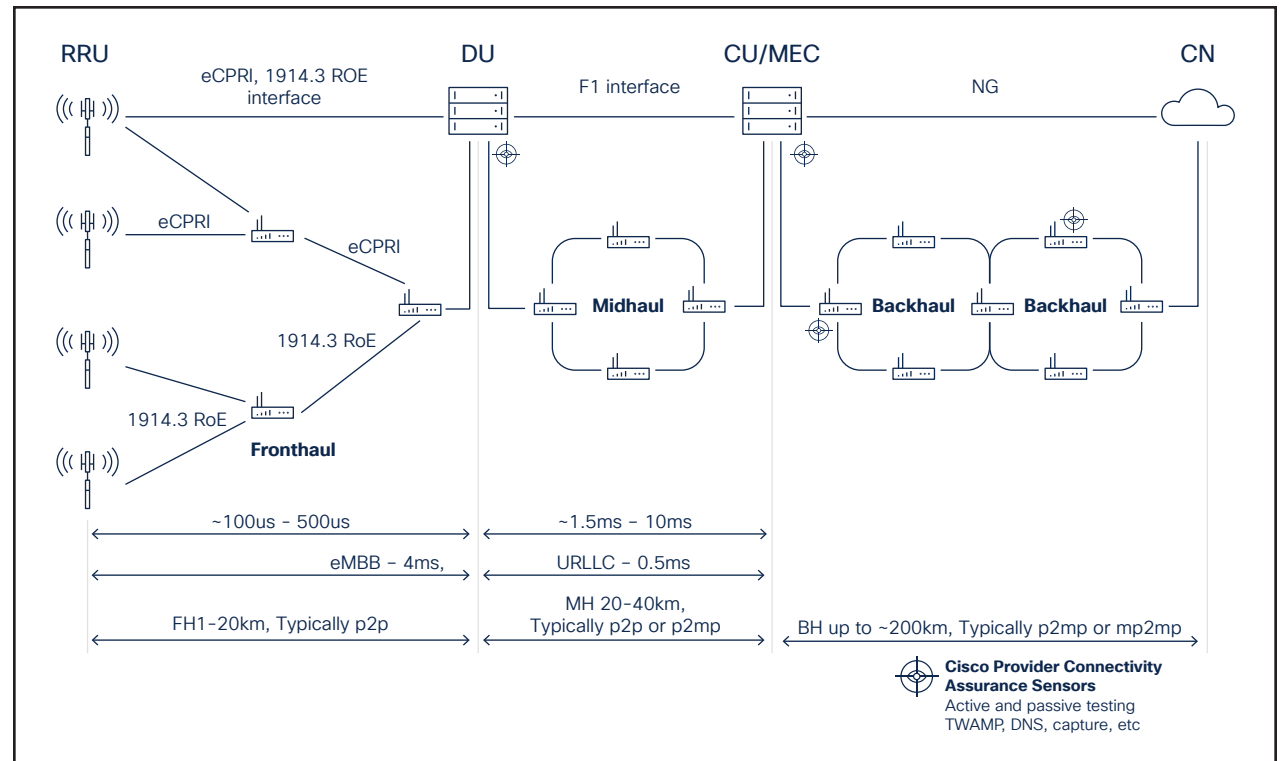 RRU
DU
CU/MEC
CN
eCPRI, 1914.3 ROE
interface
F1 interface
NG
eCPRI
eCPRI
Midhaul
Backhaul
Backhaul
1914.3 RoE
1914.3 RoE
Fronthaul
~100us - 500us
~1.5ms - 10ms
eMBB - 4ms,
URLLC - 0.5ms
FH1-20km, Typically p2p
MH 20-40km,
Typically p2p or p2mp
BH up to ~200km, Typically p2mp or mp2mp
Cisco Provider Connectivity
Assurance Sensors
Active and passive testing
TWAMP, DNS, capture, etc